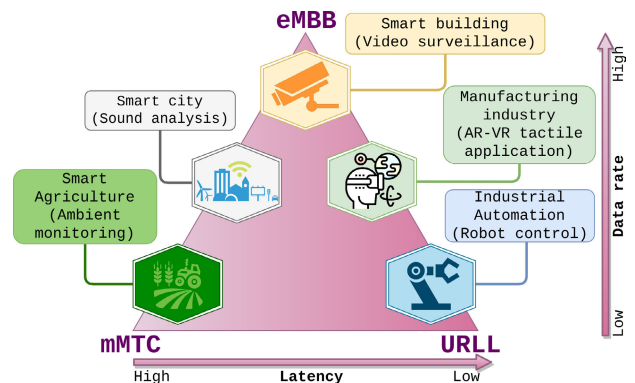 eMBB
Smart building
(Video surveillance)
Smart city
(Sound analysis)
Manufacturing
industry
(AR-VR tactile
application)
Smart
Agriculture
(Ambient
monitoring)
Industrial
Automation
(Robot control)
High
Data rate
Low
mMTC
URLL
High
Latency
Low